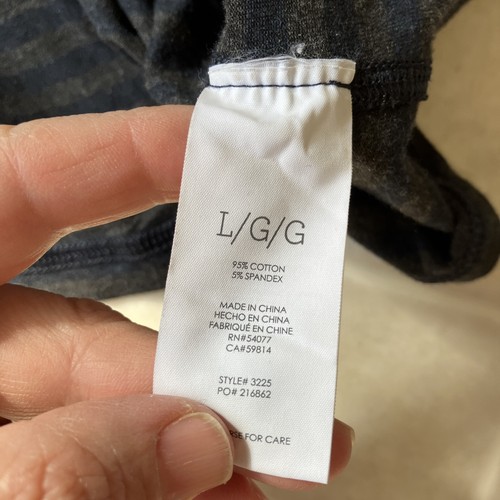 L/G/G
95% COTTON
5% SPANDEX
MADE IN CHINA
HECHO EN CHINA
FABRIQUÉ EN CHINE
RN#54077
CA#59814
STYLE# 3225
PO# 216862
FOR CARE